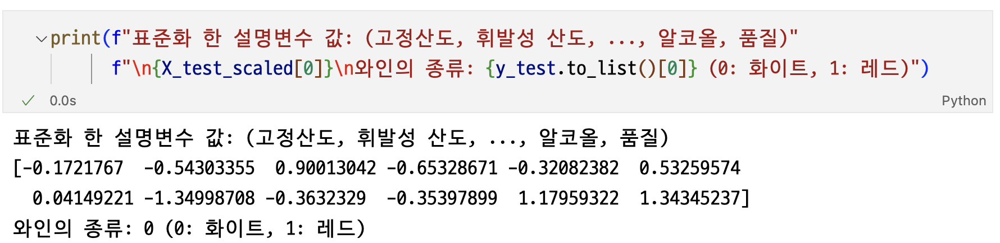 print(f"표준화 한 설명변수 값: (고정산도, 휘발성 산도, ..., 알코올, 품질)"
f"\n{X_test_scaled[0]}\n와인의 종류: {y_test.to_list()[0]} (0: 화이트, 1: 레드)")
0.0s
Python
표준화 한 설명변수 값: (고정산도, 휘발성 산도, ..., 알코올, 품질)
[-0.1721767 -0.54303355 0.90013042 -0.65328671 -0.32082382 0.53259574
0.04149221 -1.34998708 -0.3632329 -0.35397899 1.17959322 1.34345237]
와인의 종류: 0 (0: 화이트, 1: 레드)